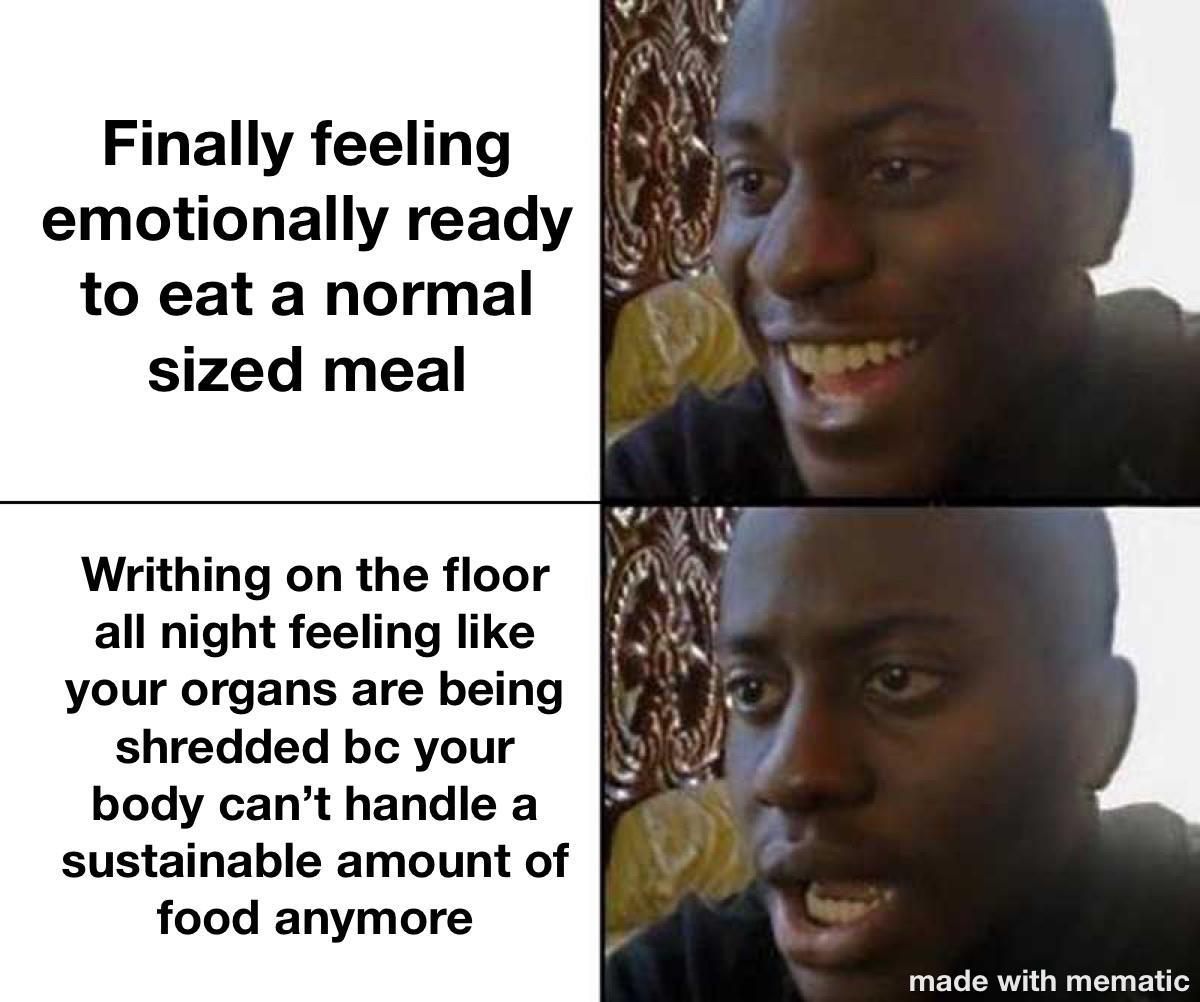 Finally feeling
emotionally ready
to eat a normal
sized meal
Writhing on the floor
all night feeling like
your organs are being
shredded bc your
body can’t handle a
sustainable amount of
food anymore
made with mematic